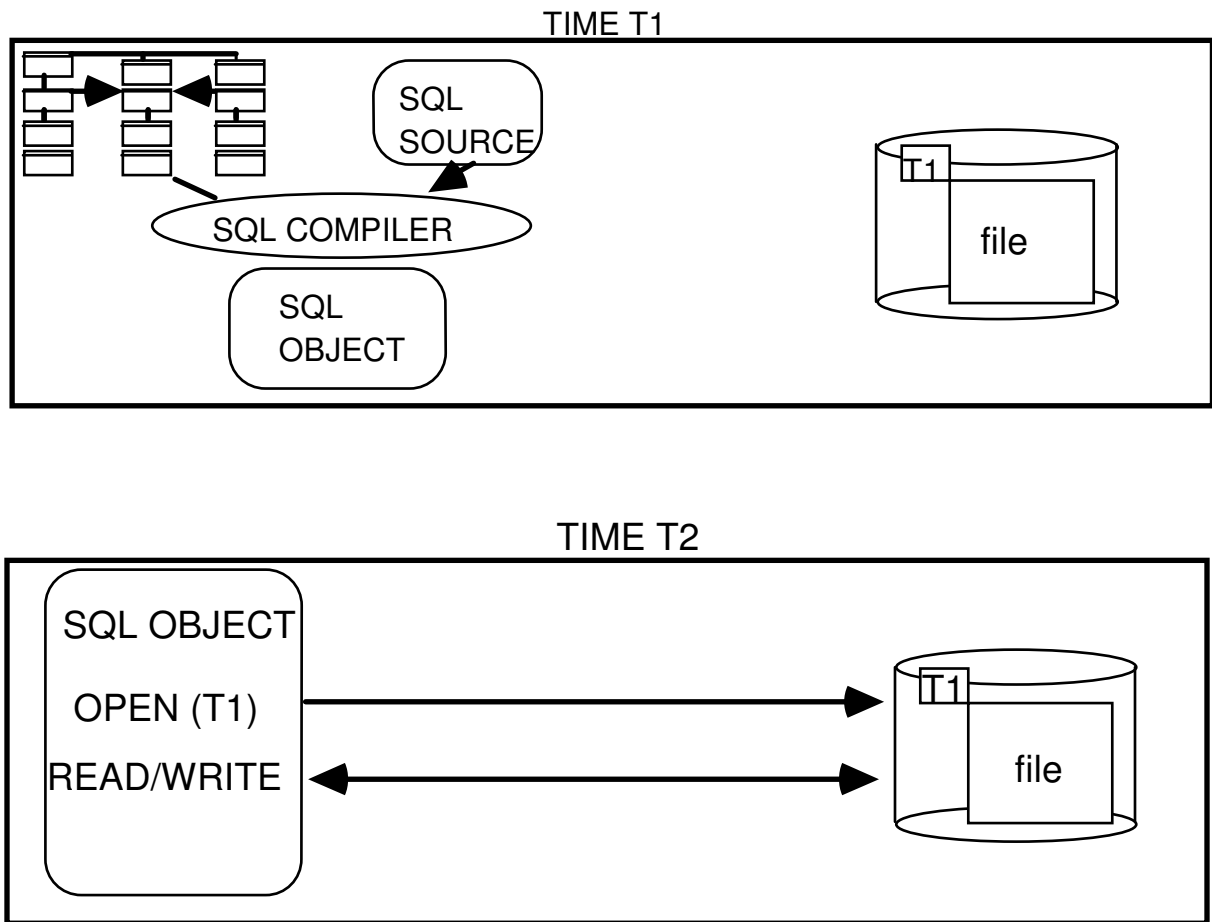 TIME T1
SQL
SOURCE
T1
file
SQL COMPILER
SQL
OBJECT
TIME T2
SQL OBJECT
OPEN (T1)
READ/WRITE
T1
file